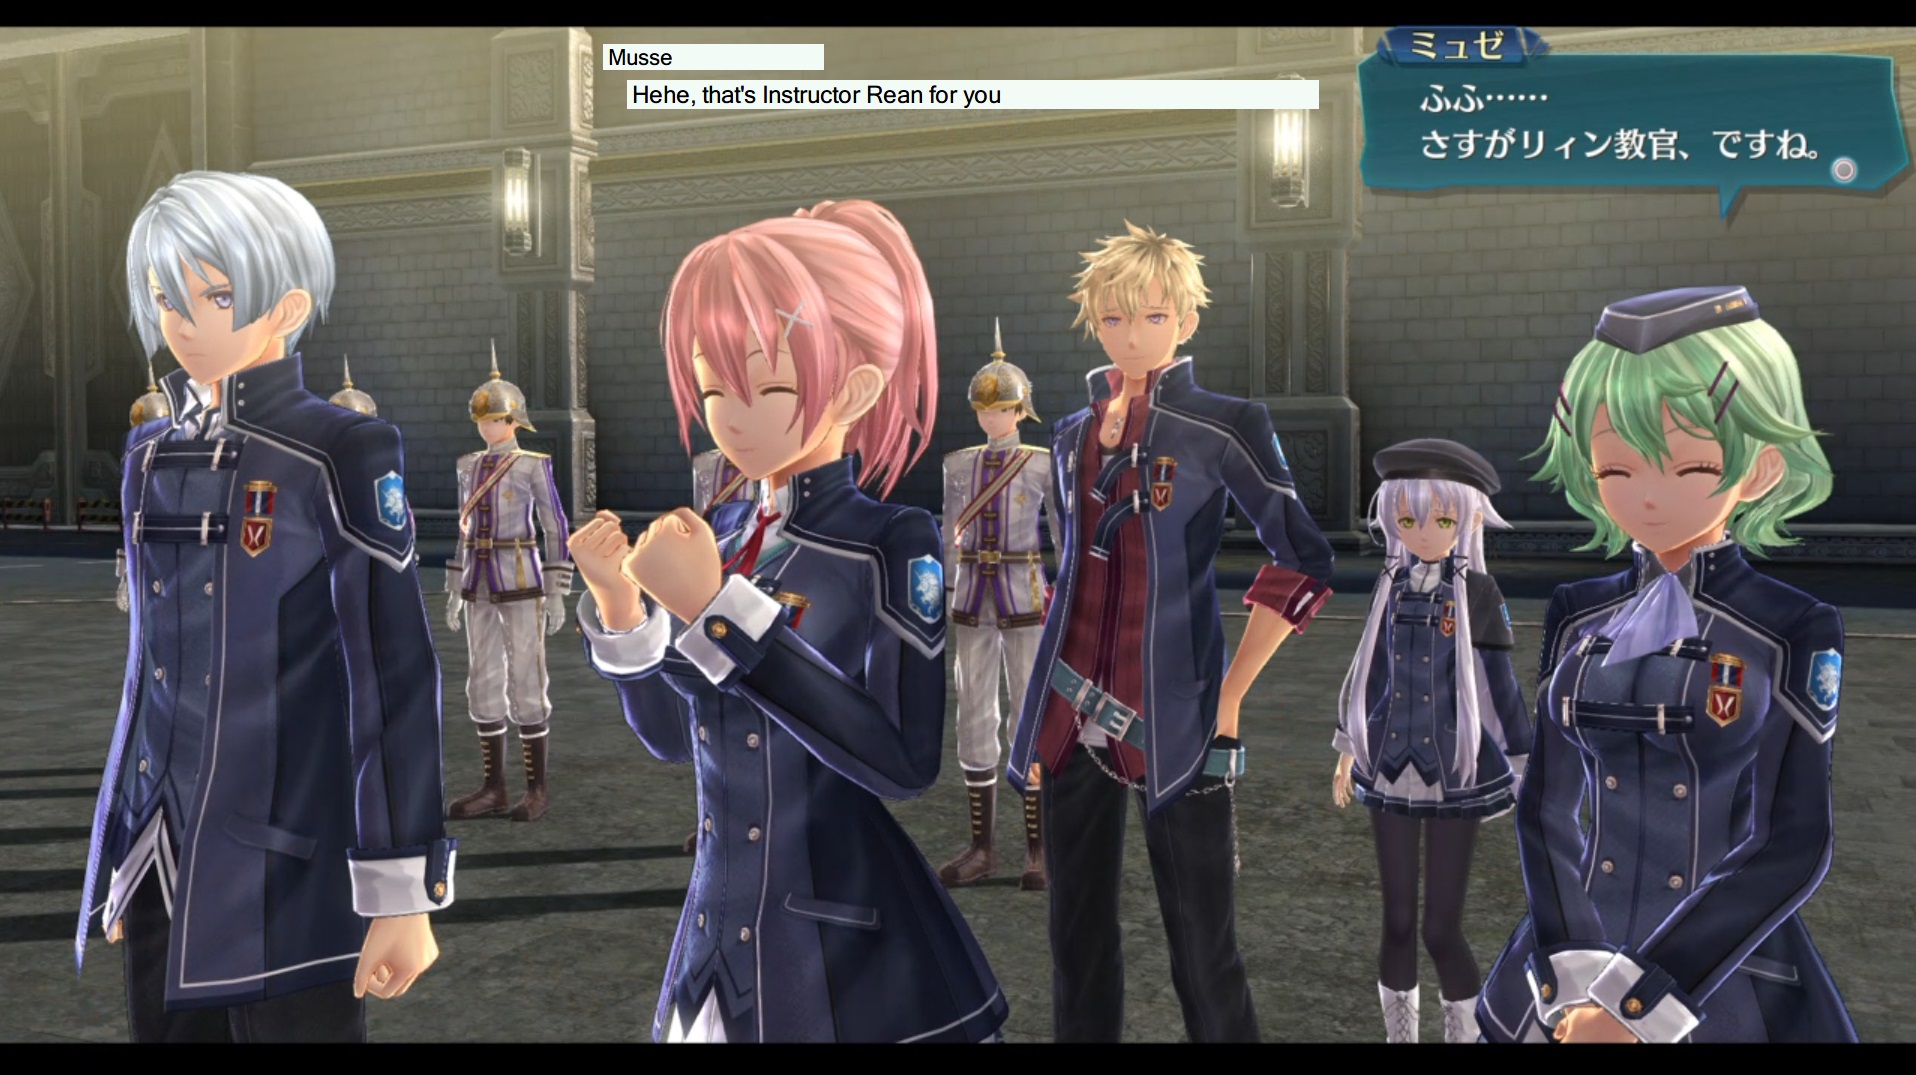 Musse
Hehe, that's Instructor Rean for you
ミュゼ
ふふ……
さすがリィン教官、ですね。